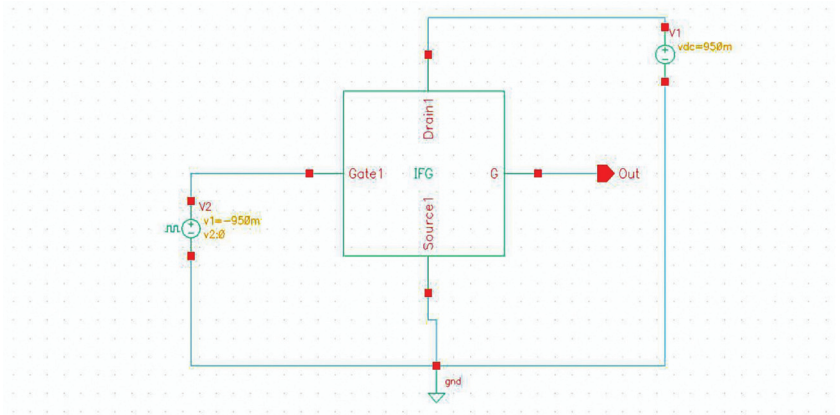 V1
vdc=950m
Drain1
Gate1
IFG
G
Out
Source1
V2
v1=-950m
v2:0
gnd